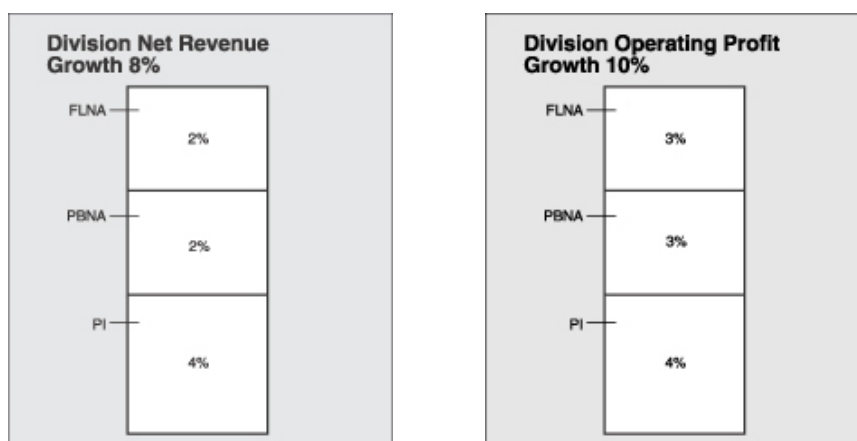 Division Net Revenue
Growth 8%
FLNA
2%
PBNA
2%
PI
4%
Division Operating Profit
Growth 10%
FLNA
3%
PBNA
3%
PI
4%